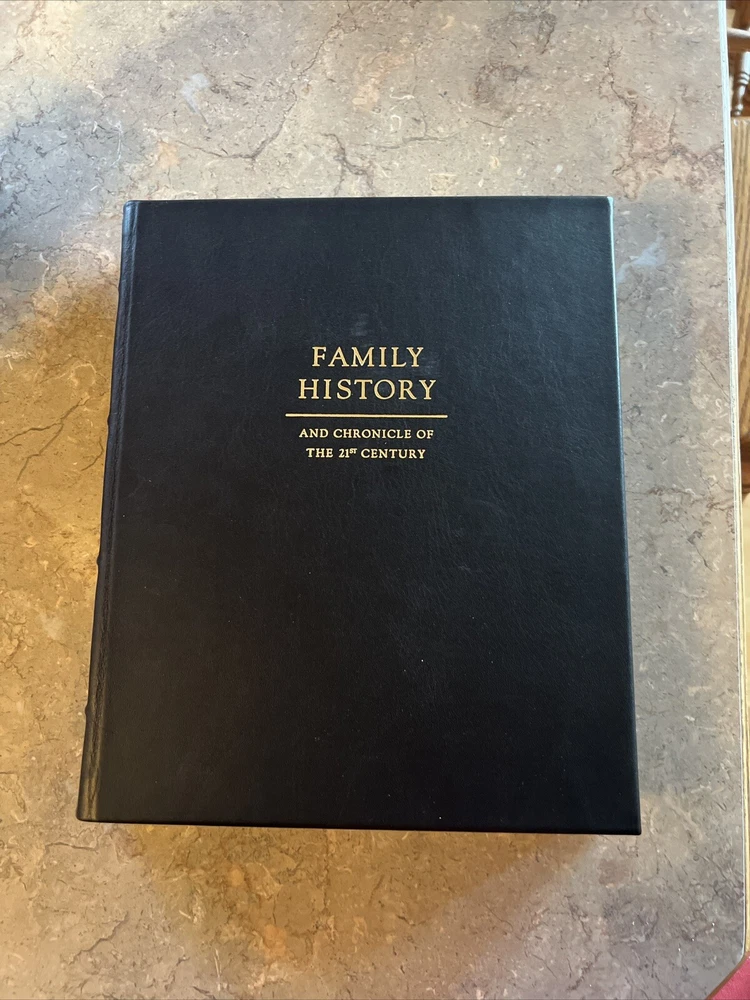 FAMILY
HISTORY
AND CHRONICLE OF
THE 21ST CENTURY